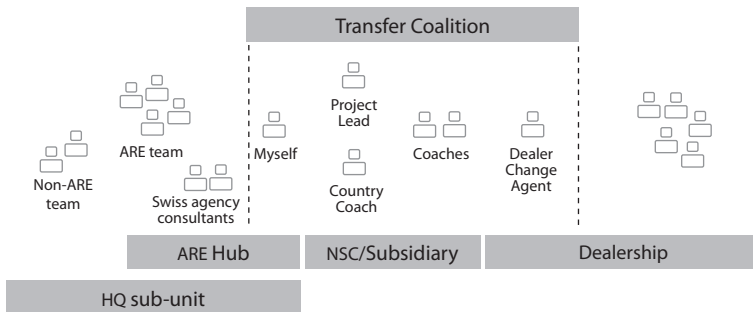 Transfer Coalition
Project
Lead
ARE team
Myself
Coaches
Dealer
Change
Agent
Non-ARE
team
Swiss agency
consultants
Country
Coach
ARE Hub
NSC/Subsidiary
Dealership
HQ sub-unit